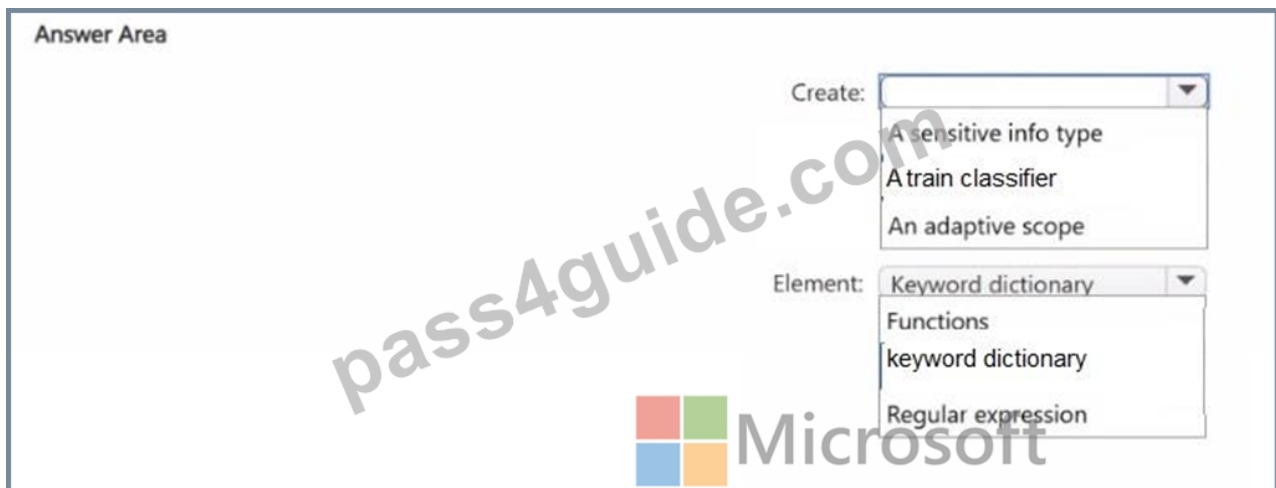 Answer Area
Create:
A sensitive info type
A train classifier
An adaptive scope
Element: Keyword dictionary
Functions
keyword dictionary
Regular expression
pass4guide.com
Microsoft